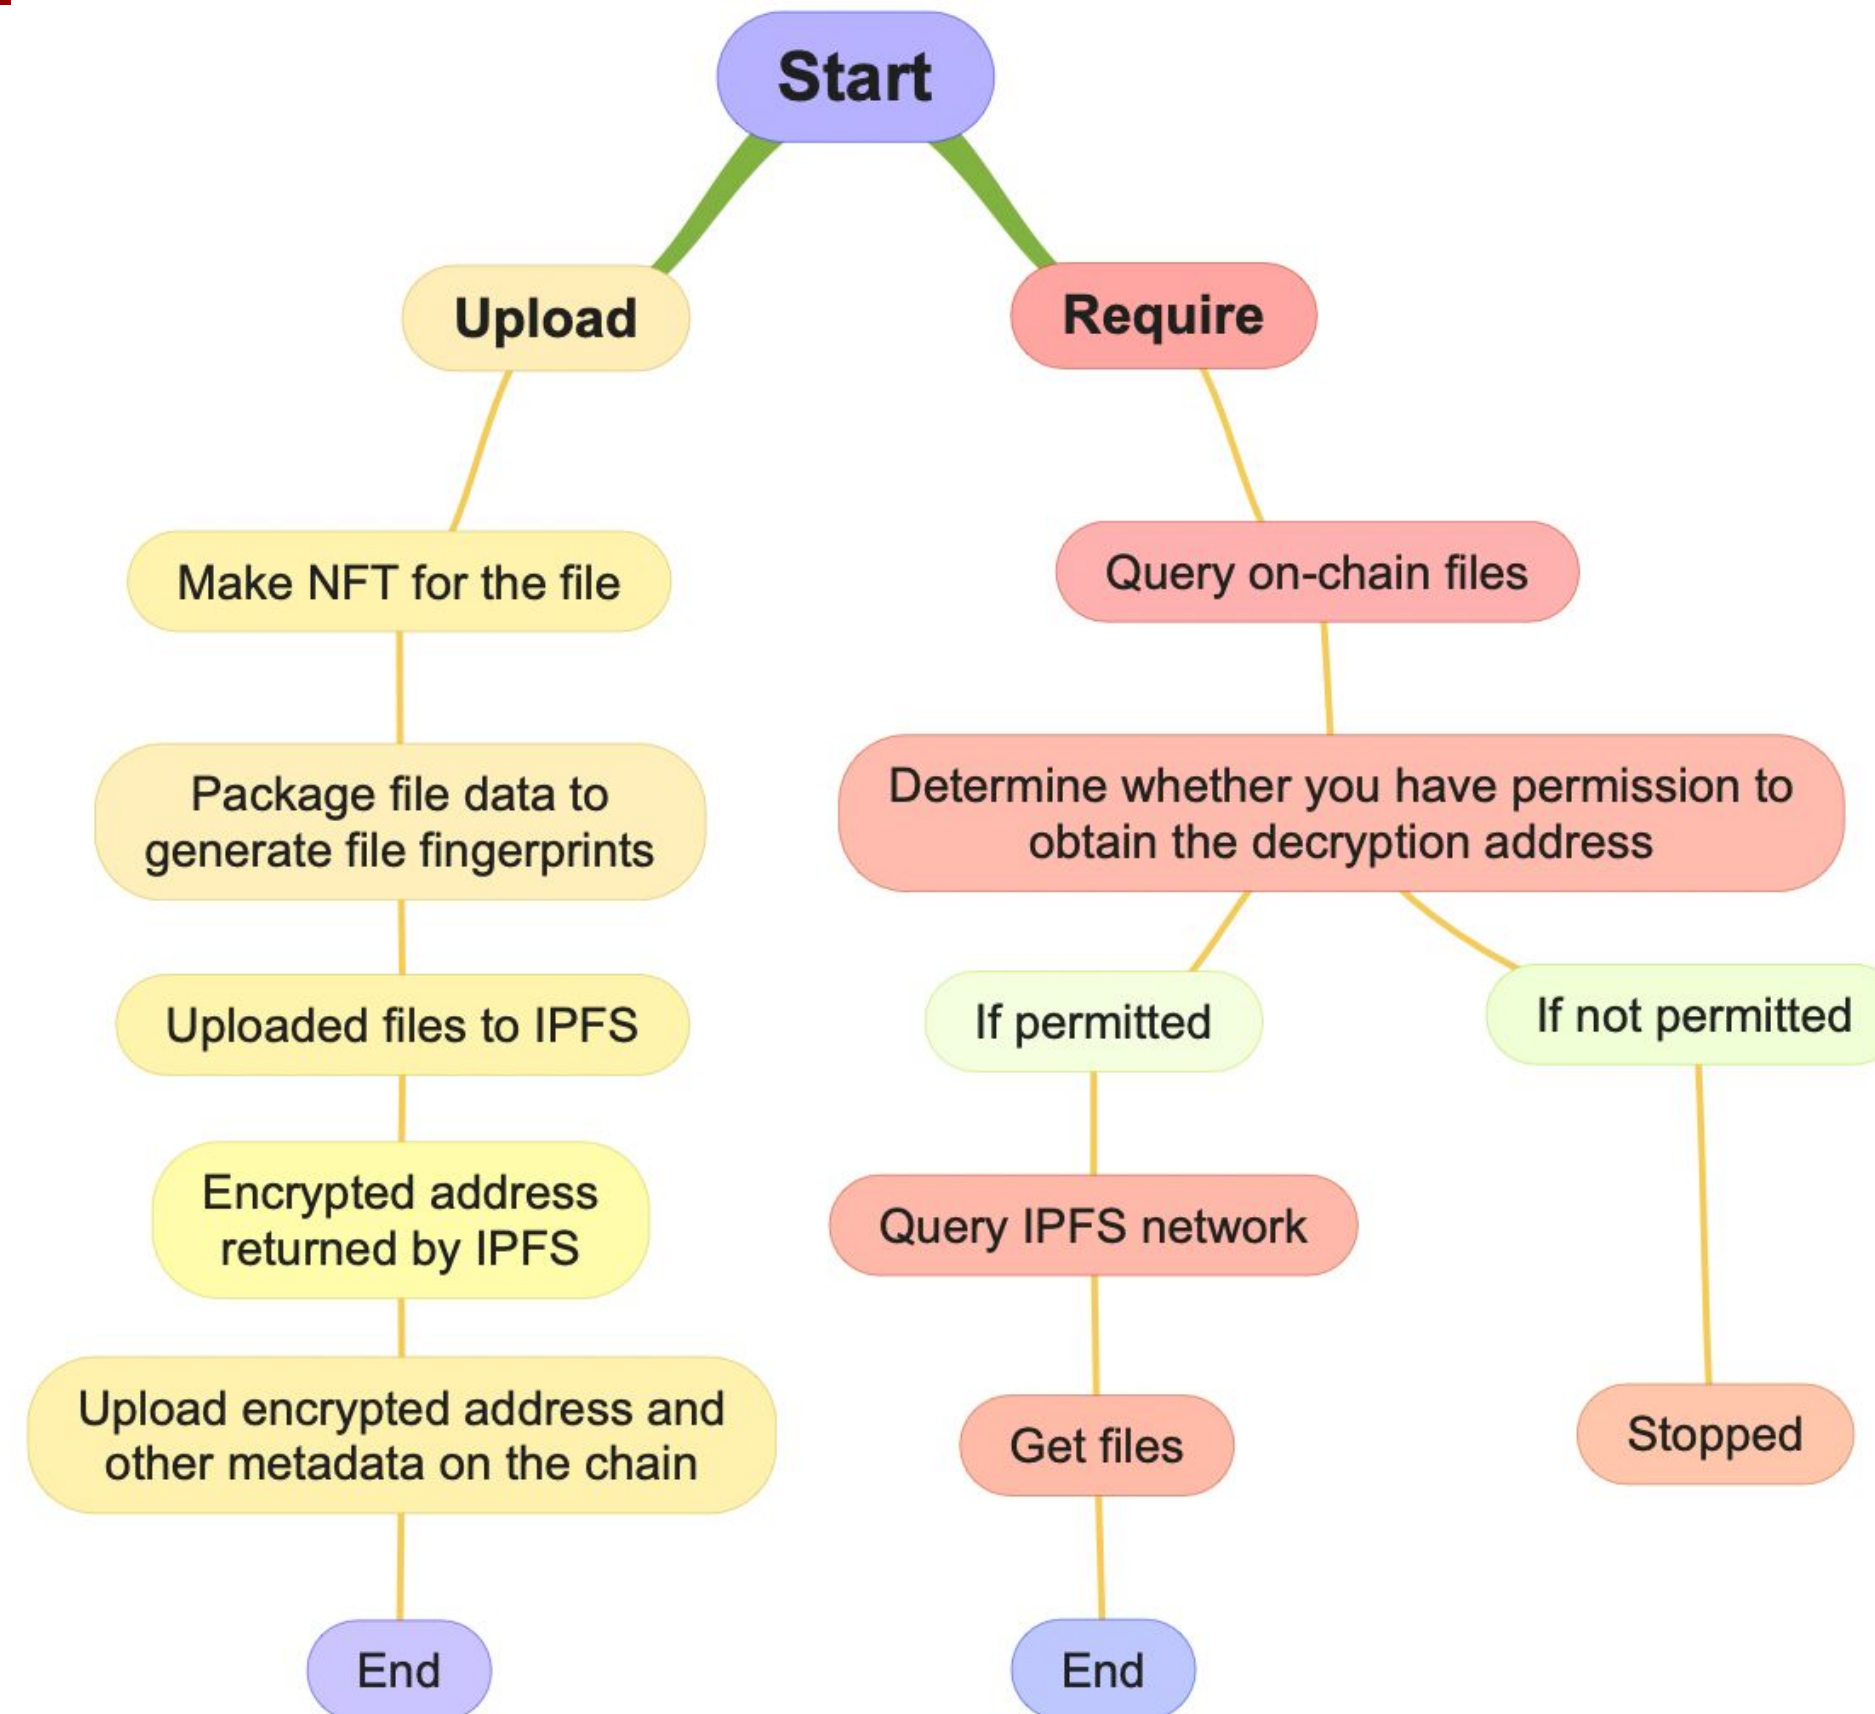 Start
Upload
Require
Make NFT for the file
Query on-chain files
Package file data to
generate file fingerprints
Determine whether you have permission to
obtain the decryption address
Uploaded files to IPFS
If permitted
If not permitted
Encrypted address
returned by IPFS
Query IPFS network
Upload encrypted address and
other metadata on the chain
Get files
Stopped
End
End